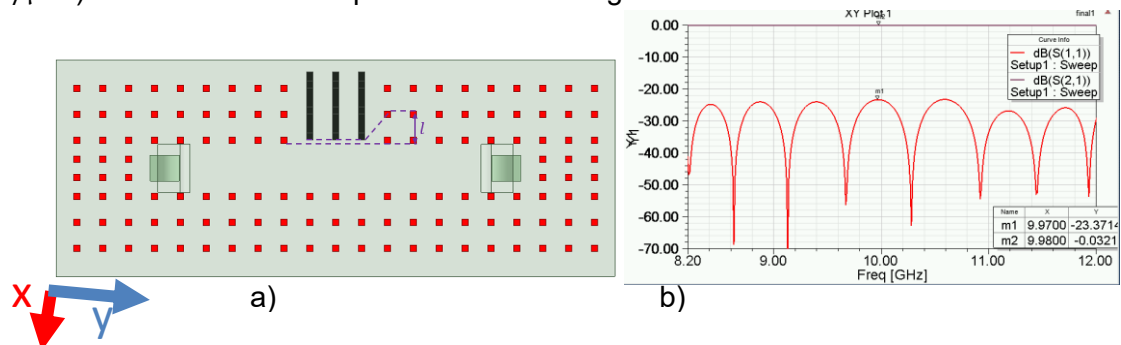 XY Plot 1
final1
0.00
-10.00
-20.00
-30.00
-40.00
-50.00
-60.00
-70.00
Y1
m2
m1
Curve Info
dB(S(1,1))
Setup1 : Sweep
dB(S(2,1))
Setup1 : Sweep
Name X Y
m1 9.9700 -23.3714
m2 9.9800 -0.0321
8.20 9.00 10.00 11.00 12.00
Freq [GHz]
l
x
y
a)
b)